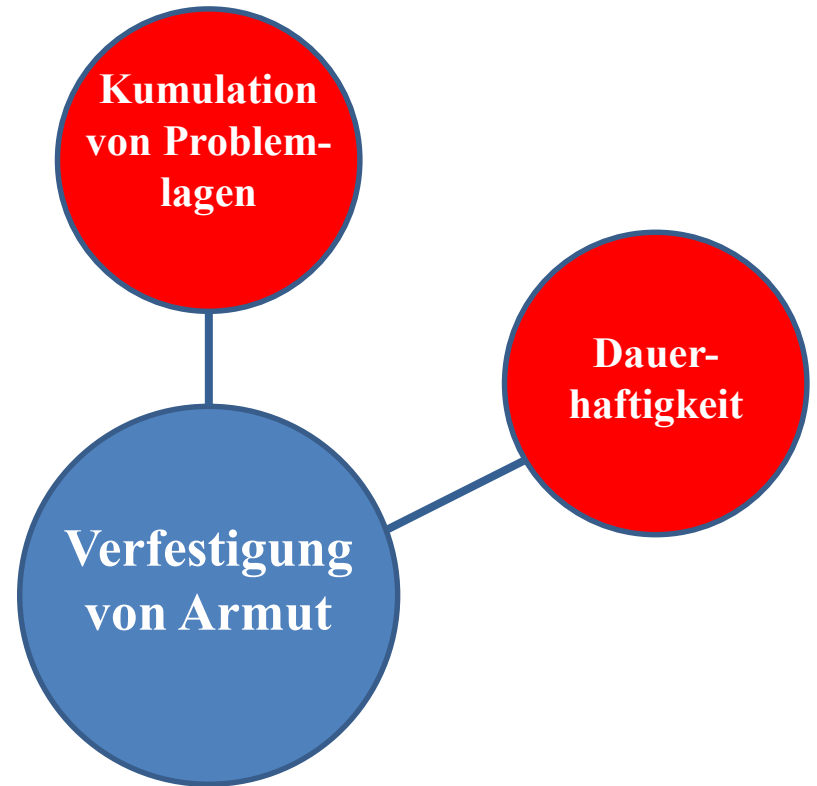 Kumulation
von Problem-
lagen
Dauer-
haftigkeit
Verfestigung
von Armut